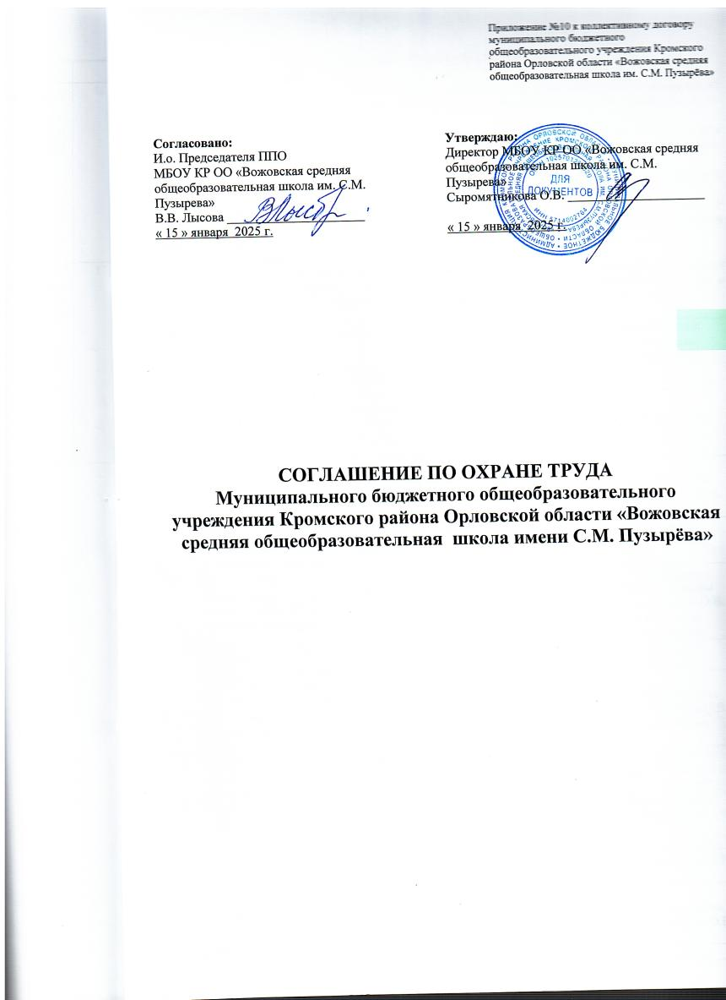 Приложение №10 к коллективному договору
муниципального бюджетного
общеобразовательного учреждения Кромского
района Орловской области «Вожовская средняя
общеобразовательная школа им. С.М. Пузырёва»
Согласовано:
И.о. Председателя ППО
МБОУ КР ОО «Вожовская средняя
общеобразовательная школа им. С.М.
Пузырева»
В.В. Лысова
« 15 » января 2025 г.
Утверждаю:
Директор МБОУ КР ОО «Вожовская средняя
общеобразовательная школа им. С.М.
Пузырева»
Сыромятникова О.В.
« 15 » января 2025 г.
ДЛЯ
ДОКУМЕНТОВ
ИНН 5714002764
СОГЛАШЕНИЕ ПО ОХРАНЕ ТРУДА
Муниципального бюджетного общеобразовательного
учреждения Кромского района Орловской области «Вожовская
средняя общеобразовательная школа имени С.М. Пузырёва»